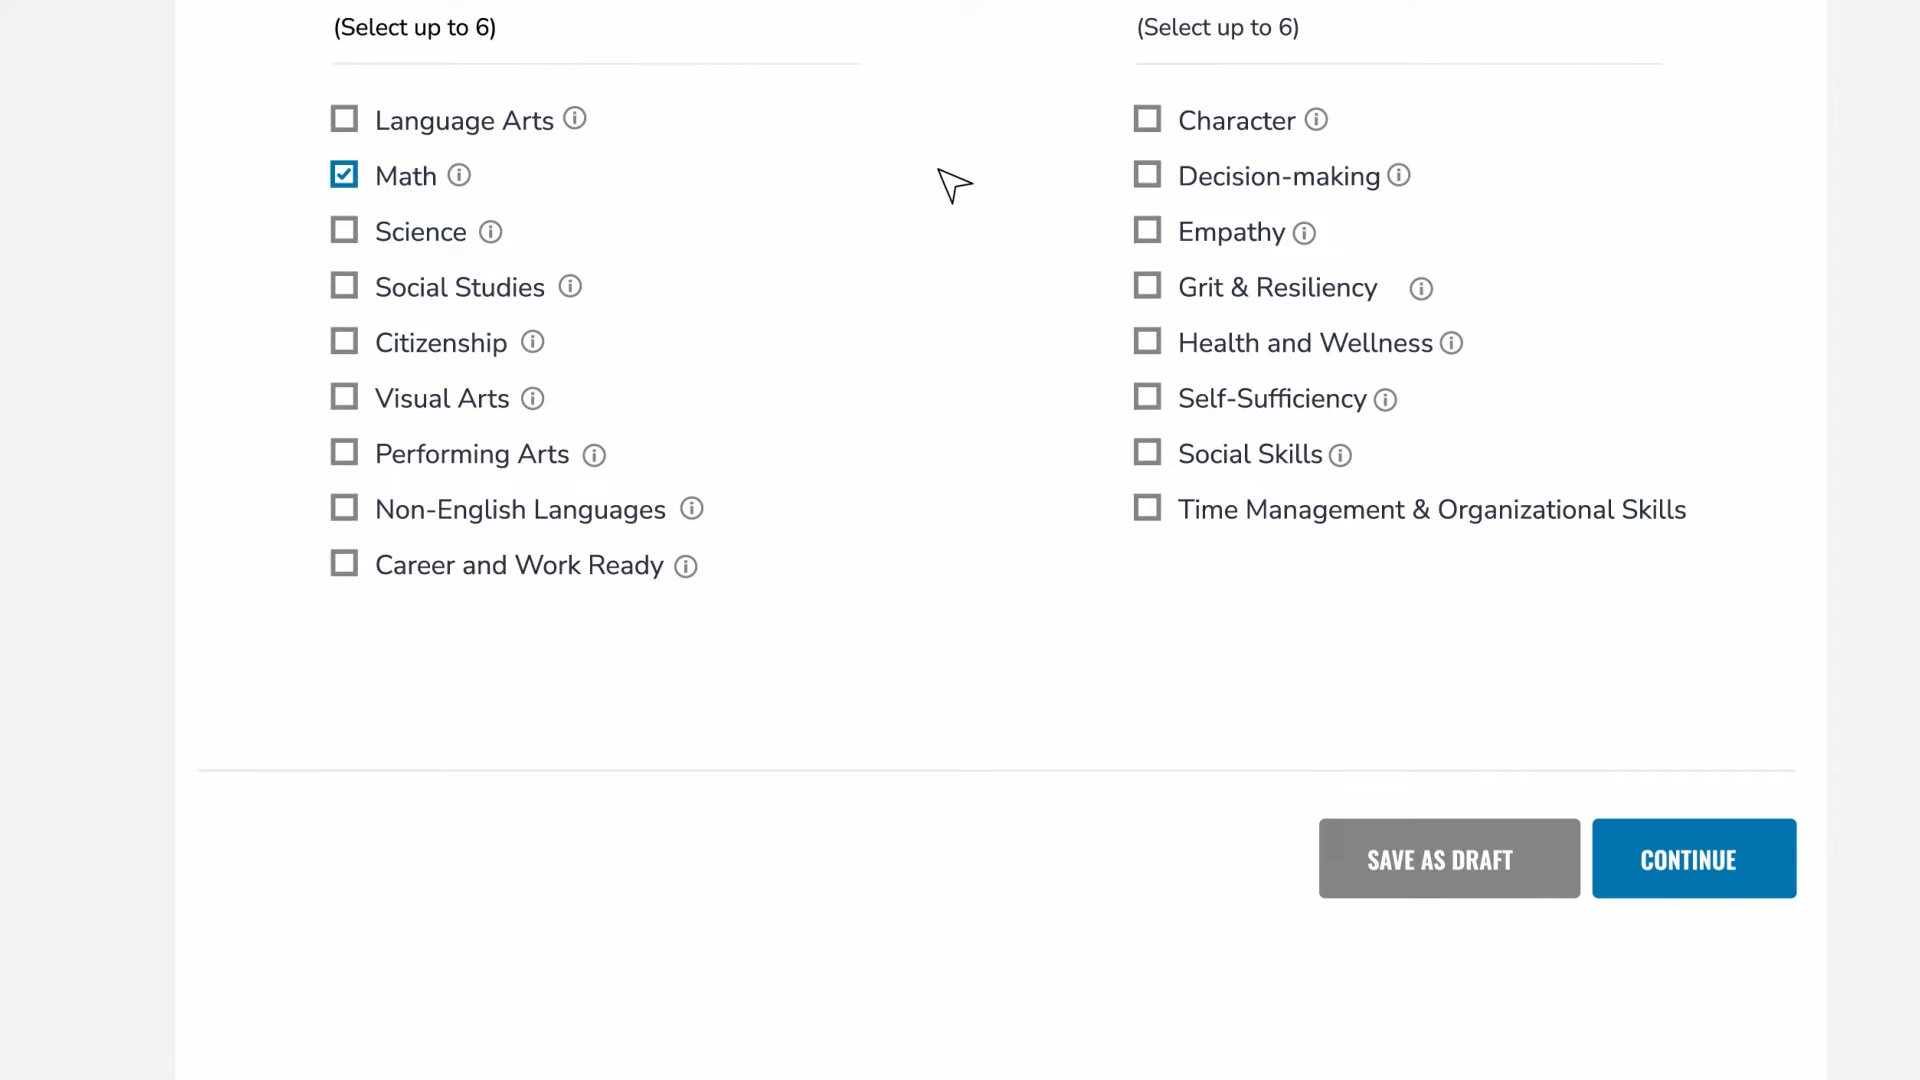 (Select up to 6)
Language Arts
Math
Science
Social Studies
Citizenship
Visual Arts
Performing Arts
Non-English Languages
Career and Work Ready
(Select up to 6)
Character
Decision-making
Empathy
Grit & Resiliency
Health and Wellness
Self-Sufficiency
Social Skills
Time Management & Organizational Skills
SAVE AS DRAFT
CONTINUE